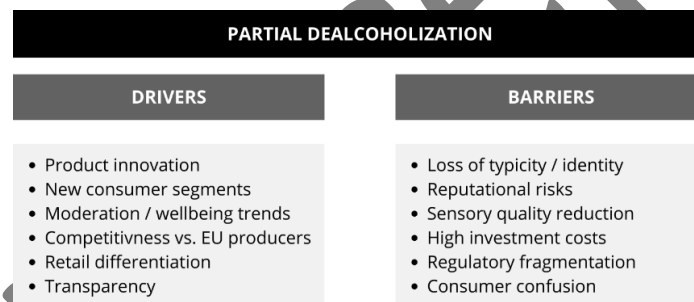 PARTIAL DEALCOHOLIZATION
DRIVERS
• Product innovation
• New consumer segments
• Moderation / wellbeing trends
• Competitivness vs. EU producers
• Retail differentiation
• Transparency
BARRIERS
• Loss of typicity / identity
• Reputational risks
• Sensory quality reduction
• High investment costs
• Regulatory fragmentation
• Consumer confusion